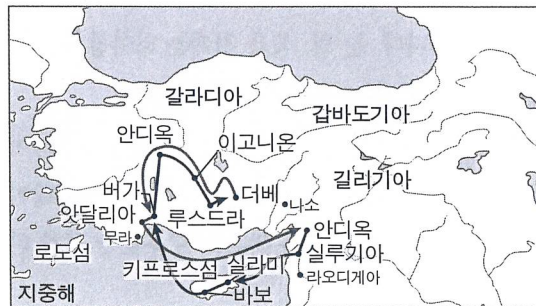 갈라디아
갑바도기아
안디옥
이고니온
길리기아
버가
더베
나소
앗달리아
루스드라
무라
안디옥
로도섬
실루기아
키프로스섬
실라미
라오디게아
지중해
바보